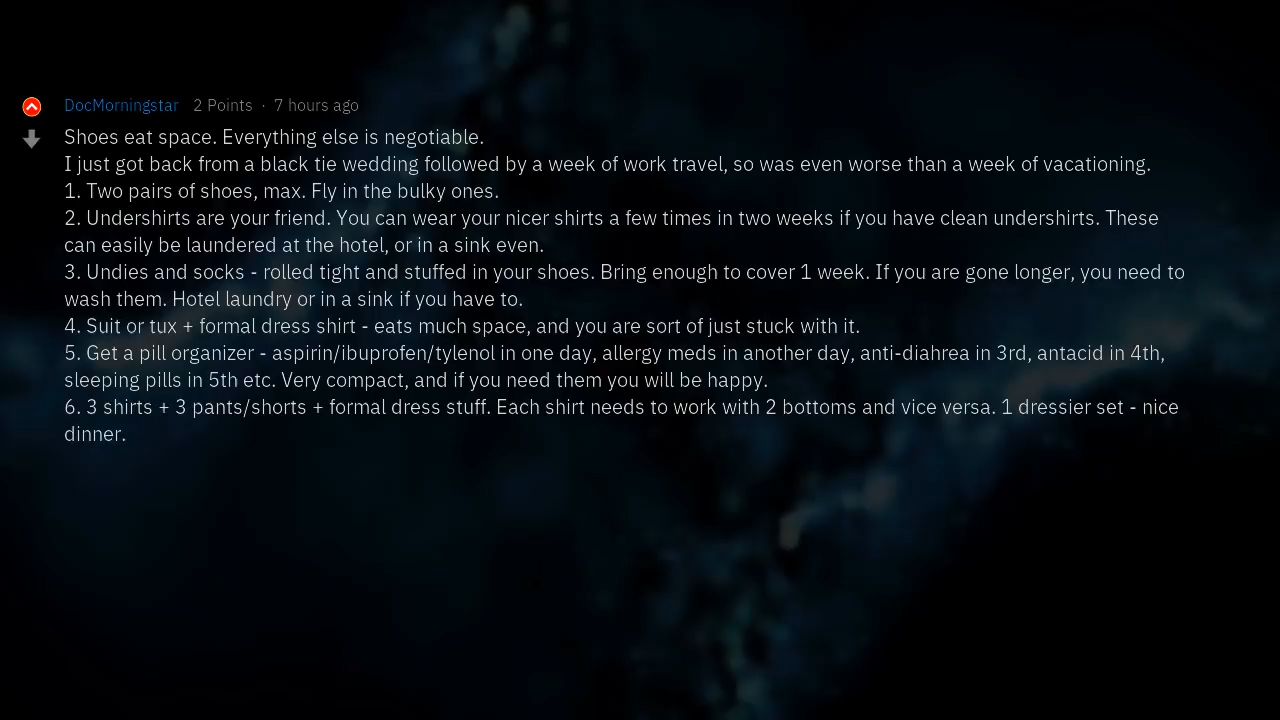 DocMorningstar 2 Points · 7 hours ago
Shoes eat space. Everything else is negotiable.
I just got back from a black tie wedding followed by a week of work travel, so was even worse than a week of vacationing.
1. Two pairs of shoes, max. Fly in the bulky ones.
2. Undershirts are your friend. You can wear your nicer shirts a few times in two weeks if you have clean undershirts. These
can easily be laundered at the hotel, or in a sink even.
3. Undies and socks - rolled tight and stuffed in your shoes. Bring enough to cover 1 week. If you are gone longer, you need to
wash them. Hotel laundry or in a sink if you have to.
4. Suit or tux + formal dress shirt - eats much space, and you are sort of just stuck with it.
5. Get a pill organizer - aspirin/ibuprofen/tylenol in one day, allergy meds in another day, anti-diahrea in 3rd, antacid in 4th,
sleeping pills in 5th etc. Very compact, and if you need them you will be happy.
6. 3 shirts + 3 pants/shorts + formal dress stuff. Each shirt needs to work with 2 bottoms and vice versa. 1 dressier set - nice
dinner.